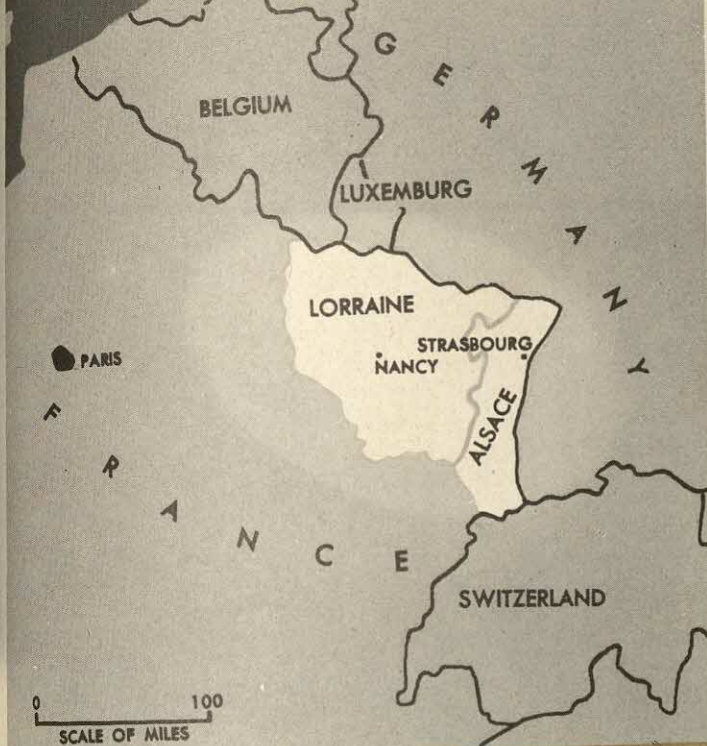 GERMANY
BELGIUM
LUXEMBURG
LORRAINE
STRASBOURG
NANCY
PARIS
ALSACE
FRANCE
SWITZERLAND
0 100
SCALE OF MILES